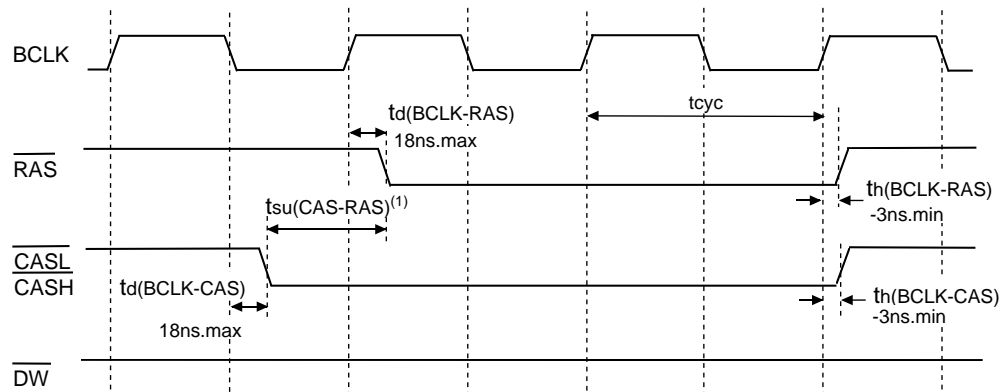 BCLK
td(BCLK-RAS)
18ns.max
tcyc
RAS
th(BCLK-RAS)
-3ns.min
tsu(CAS-RAS)(1)
CASL
CASH
td(BCLK-CAS)
18ns.max
th(BCLK-CAS)
-3ns.min
DW